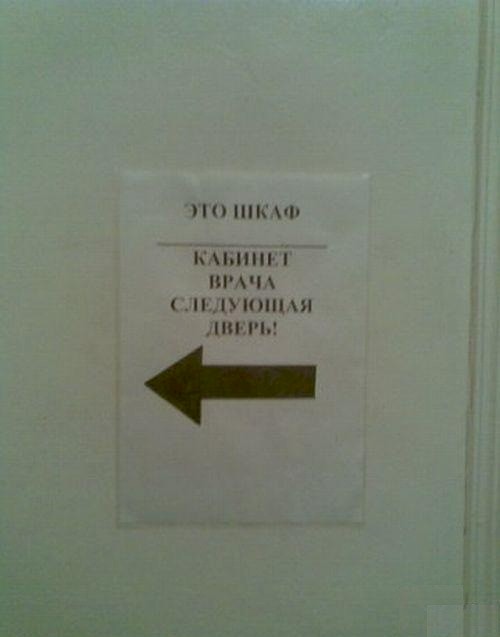 ЭТО ШКАФ
КАБИНЕТ
ВРАЧА
СЛЕДУЮЩАЯ
ДВЕРЬ!